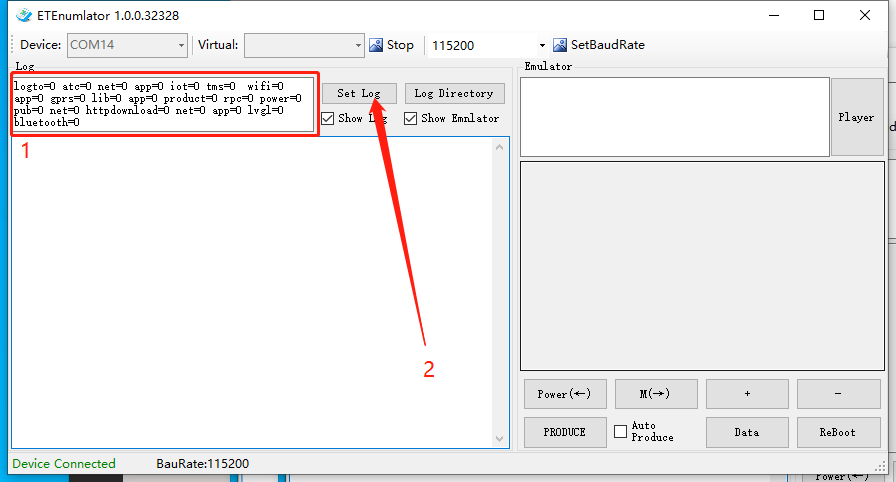 ETEnumlator 1.0.0.32328
Device: COM14 Virtual: Stop 115200 SetBaudRate
Log
logto=0 atc=0 net=0 app=0 iot=0 tms=0 wifi=0
app=0 gprs=0 lib=0 app=0 product=0 rpc=0 power=0
pub=0 net=0 httpdownload=0 net=0 app=0 lvgl=0
bluetooth=0
Set Log Log Directory
Show Log Show Emnlator
1
2
Emulator
Player
Power(←) M(→) + -
PRODUCE Auto Produce Data ReBoot
Device Connected BauRate:115200
Power(←)